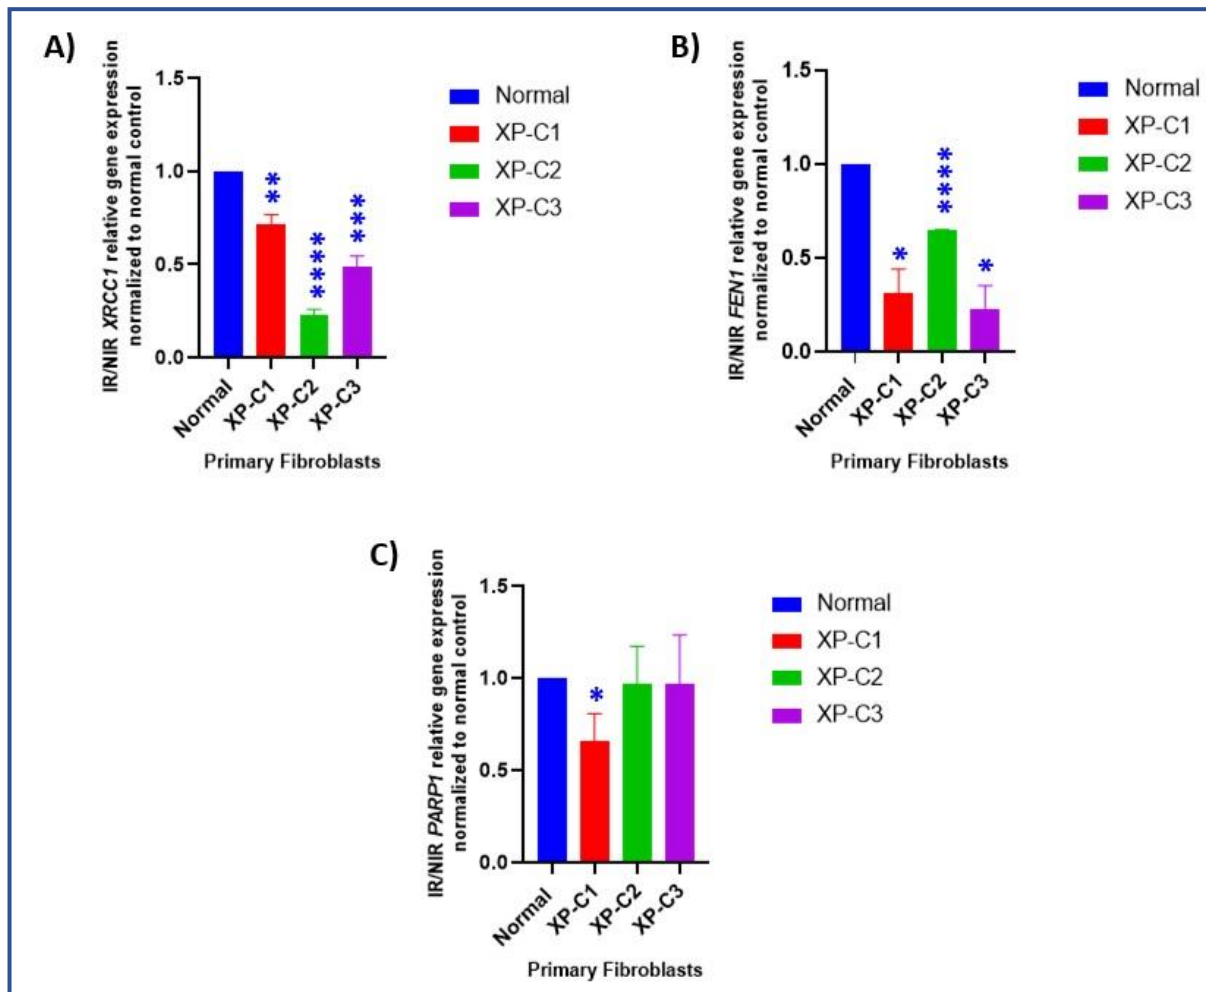 A)
IR/NIR XRCC1 relative gene expression
normalized to normal control
1.5
1.0
0.5
0.0
**
****
***
Normal
XP-C1
XP-C2
XP-C3
Primary Fibroblasts
Normal
XP-C1
XP-C2
XP-C3
B)
IR/NIR FEN1 relative gene expression
normalized to normal control
1.5
1.0
0.5
0.0
*
****
*
Normal
XP-C1
XP-C2
XP-C3
Primary Fibroblasts
Normal
XP-C1
XP-C2
XP-C3
C)
IR/NIR PARP1 relative gene expression
normalized to normal control
1.5
1.0
0.5
0.0
*
Normal
XP-C1
XP-C2
XP-C3
Primary Fibroblasts
Normal
XP-C1
XP-C2
XP-C3